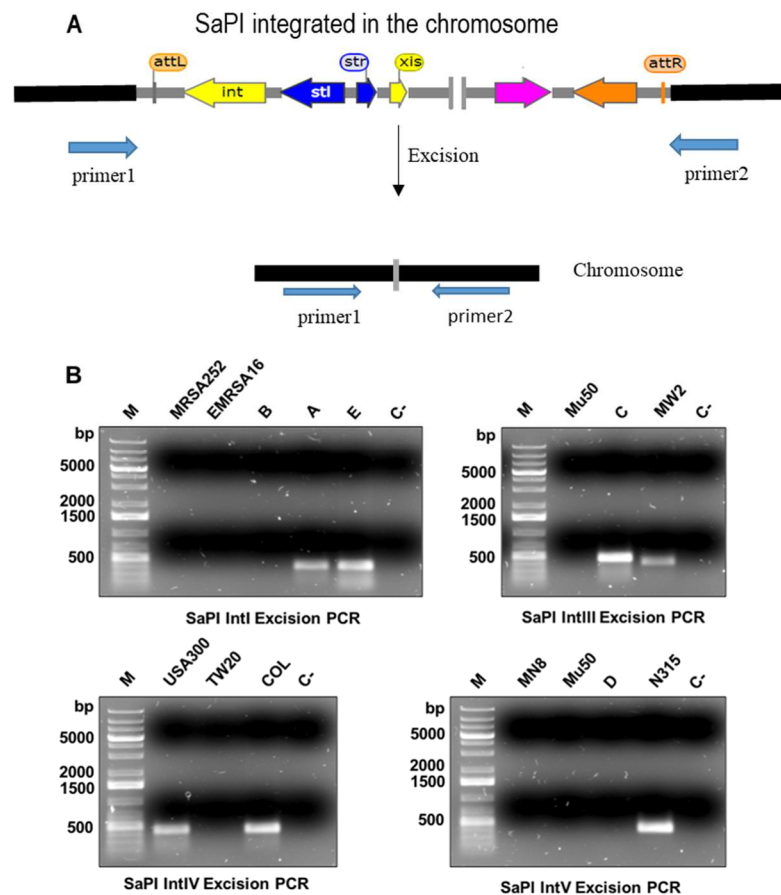 A SaPI integrated in the chromosome
attL str xis attR
int stl
primer1 Excision primer2
Chromosome
primer1 primer2
B
M MRSA252 EMRSA16 B A E C-
bp
5000
2000
1500
500
SaPI IntI Excision PCR
M Mu50 C MW2 C-
bp
5000
2000
1500
500
SaPI IntIII Excision PCR
M USA300 TW20 COL C-
bp
5000
2000
1500
500
SaPI IntIV Excision PCR
M MN8 Mu50 D N315 C-
bp
5000
2000
1500
500
SaPI IntV Excision PCR